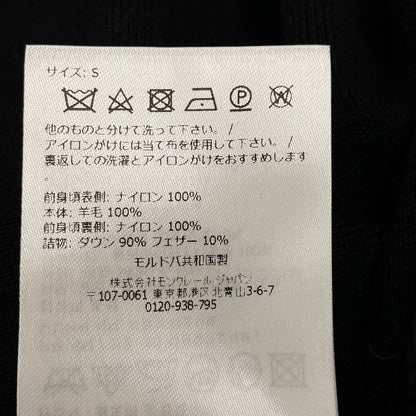 サイズ: S
他のものと分けて洗って下さい。 /
アイロンがけには当て布を使用して下さい。 /
裏返しての洗濯とアイロンがけをおすすめします
。
前身頃表側: ナイロン 100%
本体: 羊毛 100%
前身頃裏側: ナイロン 100%
詰物: ダウン 90% フェザー 10%
モルドバ共和国製
株式会社モンクレール ジャパン
〒107-0061 東京都港区北青山3-6-7
0120-938-795